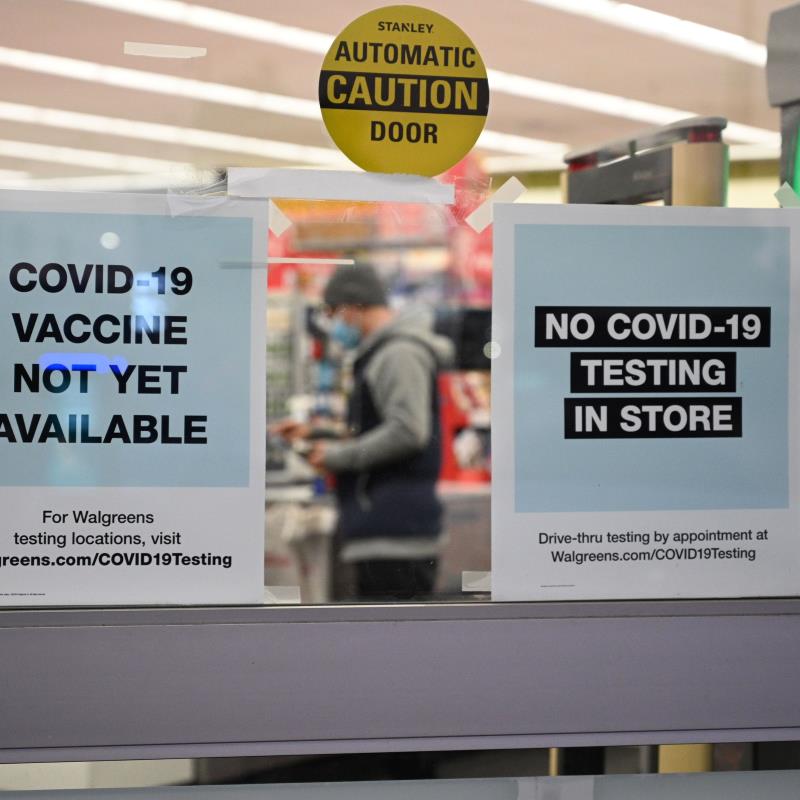 STANLEY
AUTOMATIC
CAUTION
DOOR
COVID-19
VACCINE
NOT YET
AVAILABLE
For Walgreens
testing locations, visit
greens.com/COVID19Testing
NO COVID-19
TESTING
IN STORE
Drive-thru testing by appointment at
Walgreens.com/COVID19Testing